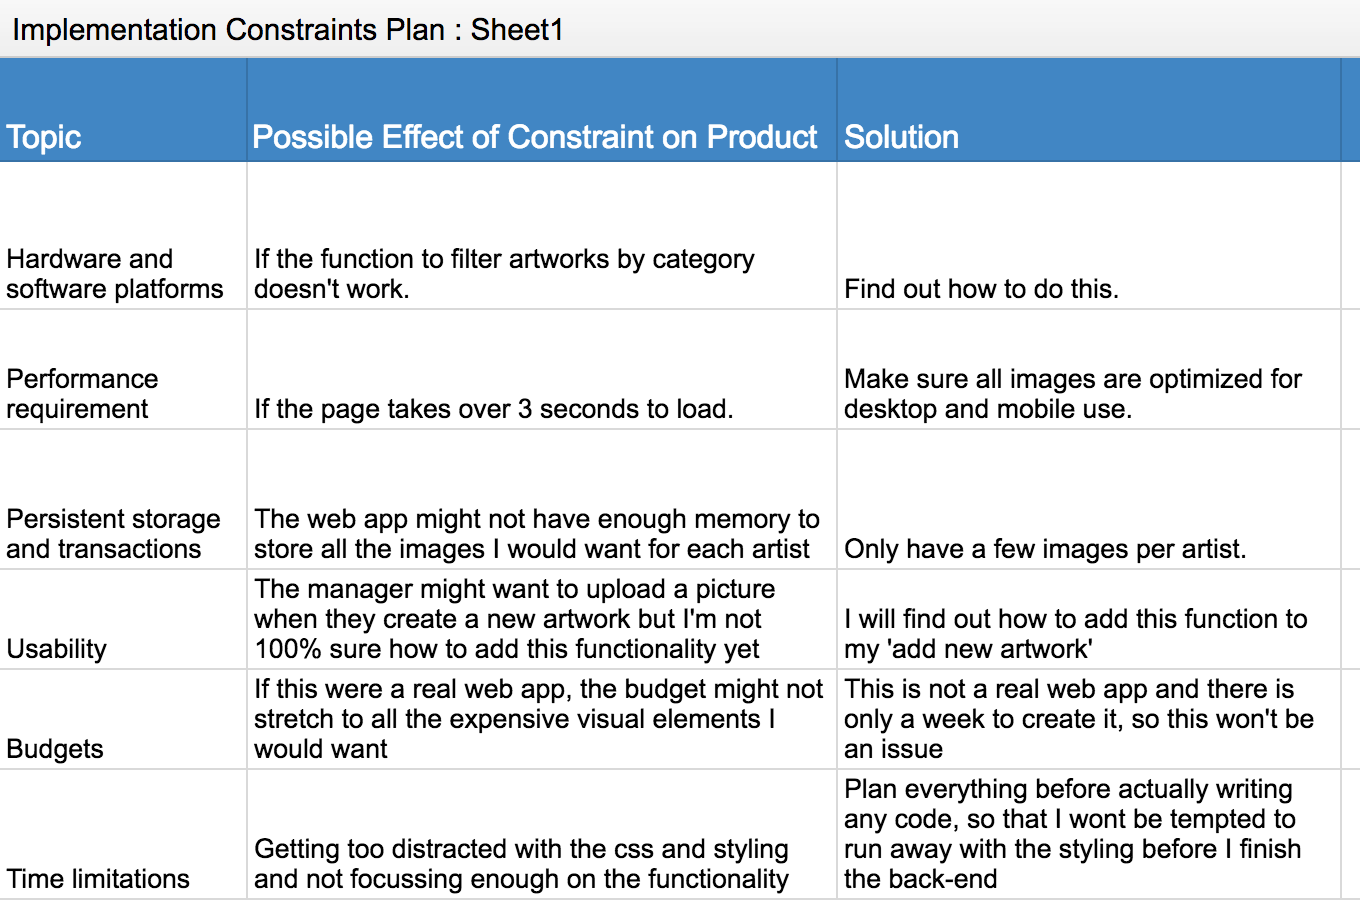 Implementation Constraints Plan : Sheet1
Topic
Possible Effect of Constraint on Product
Solution
Hardware and
software platforms
If the function to filter artworks by category
doesn't work.
Find out how to do this.
Performance
requirement
If the page takes over 3 seconds to load.
Make sure all images are optimized for
desktop and mobile use.
Persistent storage
and transactions
The web app might not have enough memory to
store all the images I would want for each artist
Only have a few images per artist.
Usability
The manager might want to upload a picture
when they create a new artwork but I'm not
100% sure how to add this functionality yet
I will find out how to add this function to
my 'add new artwork'
Budgets
If this were a real web app, the budget might not
stretch to all the expensive visual elements I
would want
This is not a real web app and there is
only a week to create it, so this won't be
an issue
Time limitations
Getting too distracted with the css and styling
and not focussing enough on the functionality
Plan everything before actually writing
any code, so that I wont be tempted to
run away with the styling before I finish
the back-end